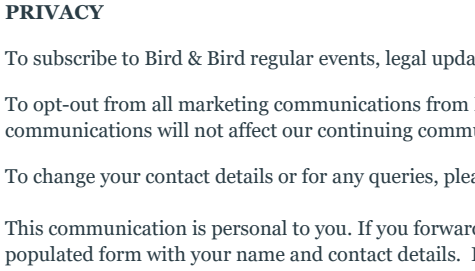 PRIVACY
To subscribe to Bird & Bird regular events, legal upda
To opt-out from all marketing communications from
communications will not affect our continuing commu
To change your contact details or for any queries, plea
This communication is personal to you. If you forward
populated form with your name and contact details.